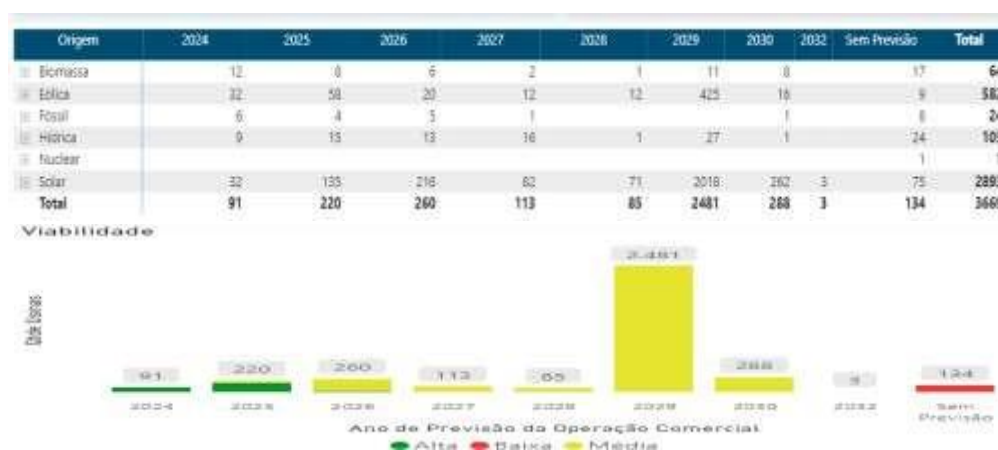 Origem 2024 2025 2026 2027 2028 2029 2030 2032 Sem Previsão Total
Biomassa 12 8 6 2 1 11 8 17
Eólica 32 58 20 12 12 425 16 9
Fóssil 6 4 5 1 1 8
Hídrica 9 15 13 16 1 27 1 24
Nuclear 1
Solar 32 135 216 82 71 2018 262 3 75
Total 91 220 260 113 85 2481 288 3 134
Viabilidade
Qtde Usinas
91 220 260 113 85 2.481 288 3 134
2024 2025 2026 2027 2028 2029 2030 2032 Sem
Previsão
Ano de Previsão da Operação Comercial
Alta Baixa Média